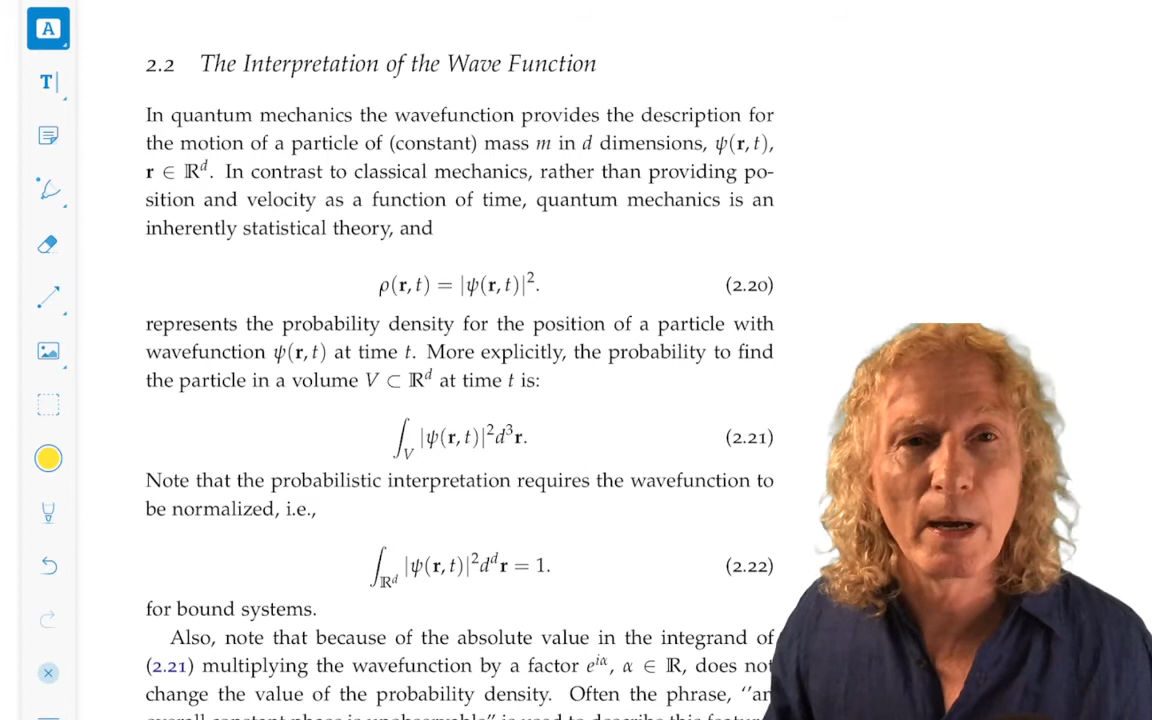 A
T|
2.2 The Interpretation of the Wave Function
In quantum mechanics the wavefunction provides the description for
the motion of a particle of (constant) mass m in d dimensions, ψ(r, t),
r ∈ ℝᵈ. In contrast to classical mechanics, rather than providing po-
sition and velocity as a function of time, quantum mechanics is an
inherently statistical theory, and
ρ(r, t) = |ψ(r, t)|². (2.20)
represents the probability density for the position of a particle with
wavefunction ψ(r, t) at time t. More explicitly, the probability to find
the particle in a volume V ⊂ ℝᵈ at time t is:
∫_V |ψ(r, t)|²d³r. (2.21)
Note that the probabilistic interpretation requires the wavefunction to
be normalized, i.e.,
∫_ℝᵈ |ψ(r, t)|²dᵈr = 1. (2.22)
for bound systems.
Also, note that because of the absolute value in the integrand of
(2.21) multiplying the wavefunction by a factor e^{iα}, α ∈ ℝ, does not
change the value of the probability density. Often the phrase, ''an